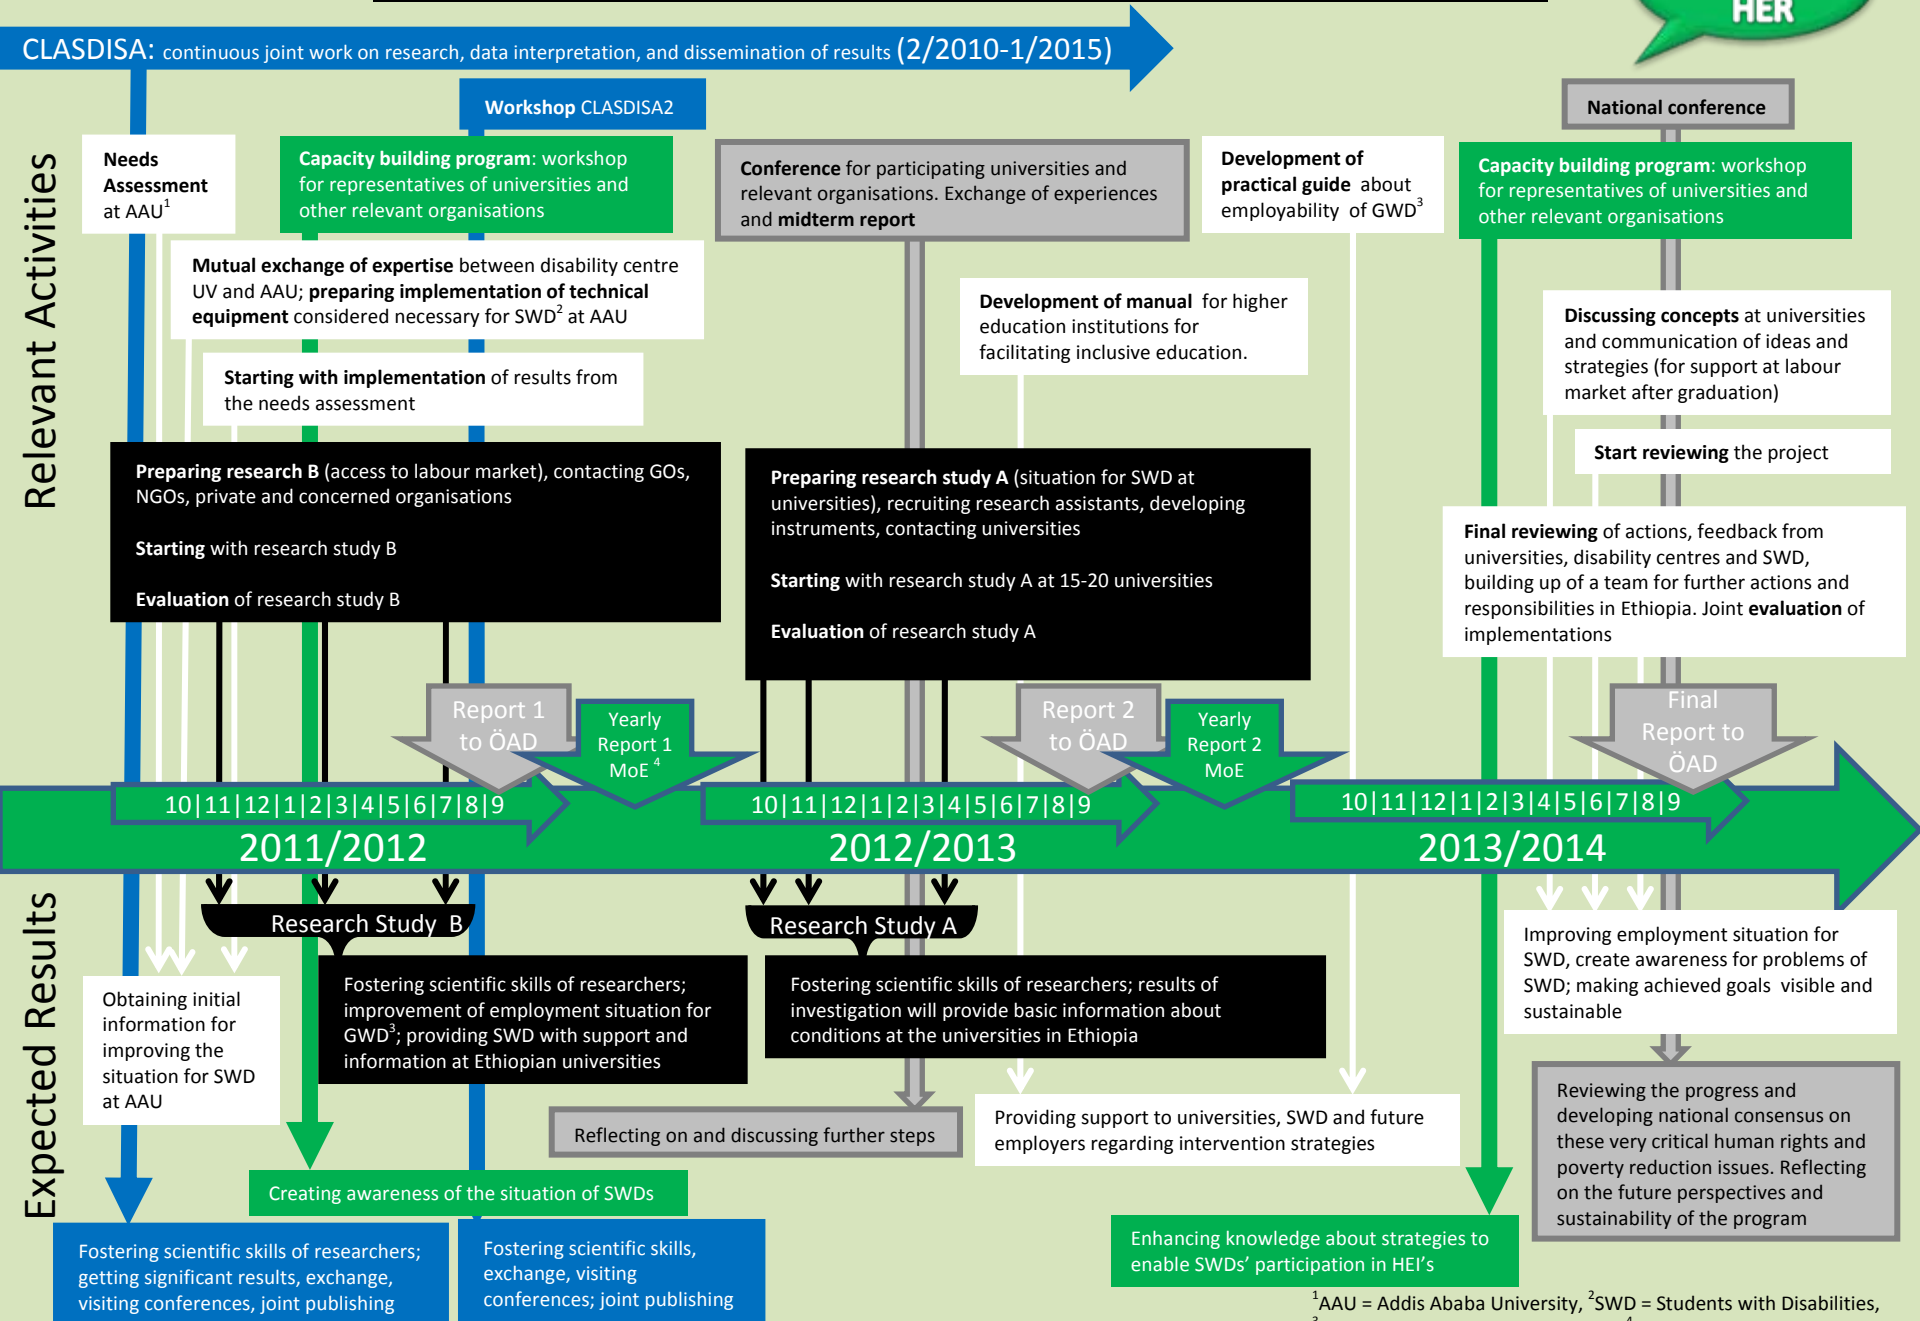 HER
CLASDISA: continuous joint work on research, data interpretation, and dissemination of results (2/2010-1/2015)
Relevant Activities
Workshop CLASDISA2
National conference
Needs
Assessment
at AAU1
Capacity building program: workshop
for representatives of universities and
other relevant organisations
Conference for participating universities and
relevant organisations. Exchange of experiences
and midterm report
Development of
practical guide about
employability of GWD3
Capacity building program: workshop
for representatives of universities and
other relevant organisations
Mutual exchange of expertise between disability centre
UV and AAU; preparing implementation of technical
equipment considered necessary for SWD2 at AAU
Development of manual for higher
education institutions for
facilitating inclusive education.
Discussing concepts at universities
and communication of ideas and
strategies (for support at labour
market after graduation)
Starting with implementation of results from
the needs assessment
Start reviewing the project
Preparing research B (access to labour market), contacting GOs,
NGOs, private and concerned organisations
Starting with research study B
Evaluation of research study B
Preparing research study A (situation for SWD at
universities), recruiting research assistants, developing
instruments, contacting universities
Starting with research study A at 15-20 universities
Evaluation of research study A
Final reviewing of actions, feedback from
universities, disability centres and SWD,
building up of a team for further actions and
responsibilities in Ethiopia. Joint evaluation of
implementations
Report 1
to ÖAD
Yearly
Report 1
MoE 4
Report 2
to ÖAD
Yearly
Report 2
MoE
Final
Report to
ÖAD
10|11|12|1|2|3|4|5|6|7|8|9
2011/2012
10|11|12|1|2|3|4|5|6|7|8|9
2012/2013
10|11|12|1|2|3|4|5|6|7|8|9
2013/2014
Expected Results
Research Study B
Research Study A
Obtaining initial
information for
improving the
situation for SWD
at AAU
Fostering scientific skills of researchers;
improvement of employment situation for
GWD3; providing SWD with support and
information at Ethiopian universities
Fostering scientific skills of researchers; results of
investigation will provide basic information about
conditions at the universities in Ethiopia
Improving employment situation for
SWD, create awareness for problems of
SWD; making achieved goals visible and
sustainable
Reflecting on and discussing further steps
Providing support to universities, SWD and future
employers regarding intervention strategies
Reviewing the progress and
developing national consensus on
these very critical human rights and
poverty reduction issues. Reflecting
on the future perspectives and
sustainability of the program
Creating awareness of the situation of SWDs
Fostering scientific skills of researchers;
getting significant results, exchange,
visiting conferences, joint publishing
Fostering scientific skills,
exchange, visiting
conferences; joint publishing
Enhancing knowledge about strategies to
enable SWDs' participation in HEI's
1AAU = Addis Ababa University, 2SWD = Students with Disabilities,
3 4